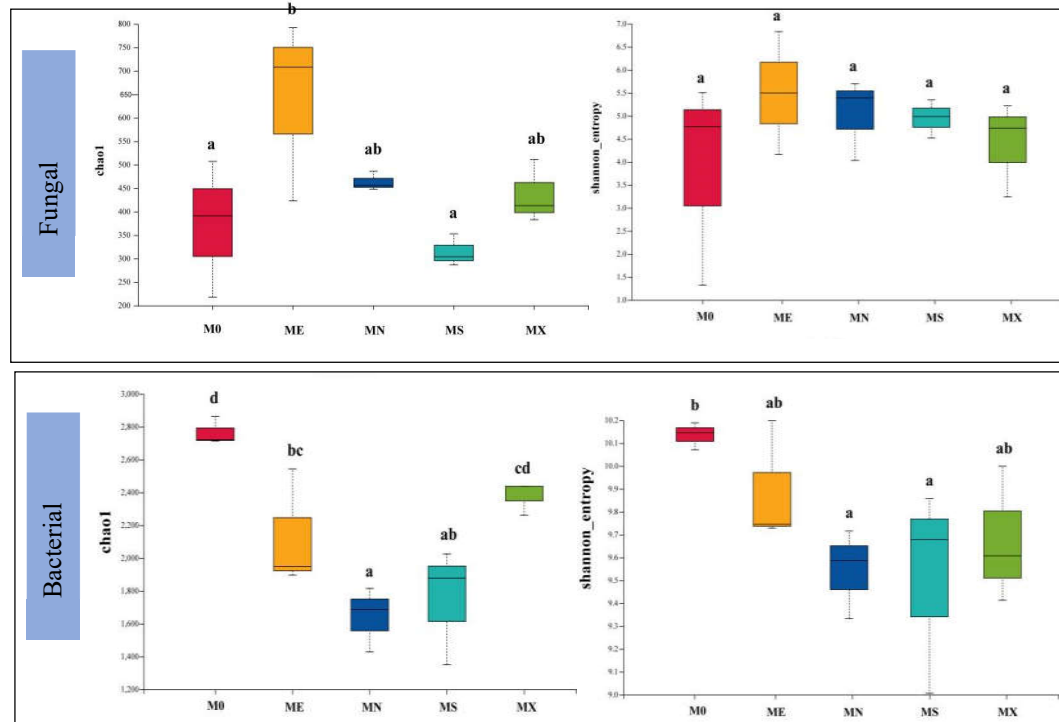 Fungal
chao1
800
750
700
650
600
550
500
450
400
350
300
250
200
a
b
ab
a
ab
M0
ME
MN
MS
MX
shannon_entropy
7.0
6.5
6.0
5.5
5.0
4.5
4.0
3.5
3.0
2.5
2.0
1.5
1.0
a
a
a
a
a
M0
ME
MN
MS
MX
Bacterial
chao1
3,000
2,800
2,600
2,400
2,200
2,000
1,800
1,600
1,400
1,200
d
bc
a
ab
cd
M0
ME
MN
MS
MX
shannon_entropy
10.2
10.1
10.0
9.9
9.8
9.7
9.6
9.5
9.4
9.3
9.2
9.1
9.0
b
ab
a
a
ab
M0
ME
MN
MS
MX